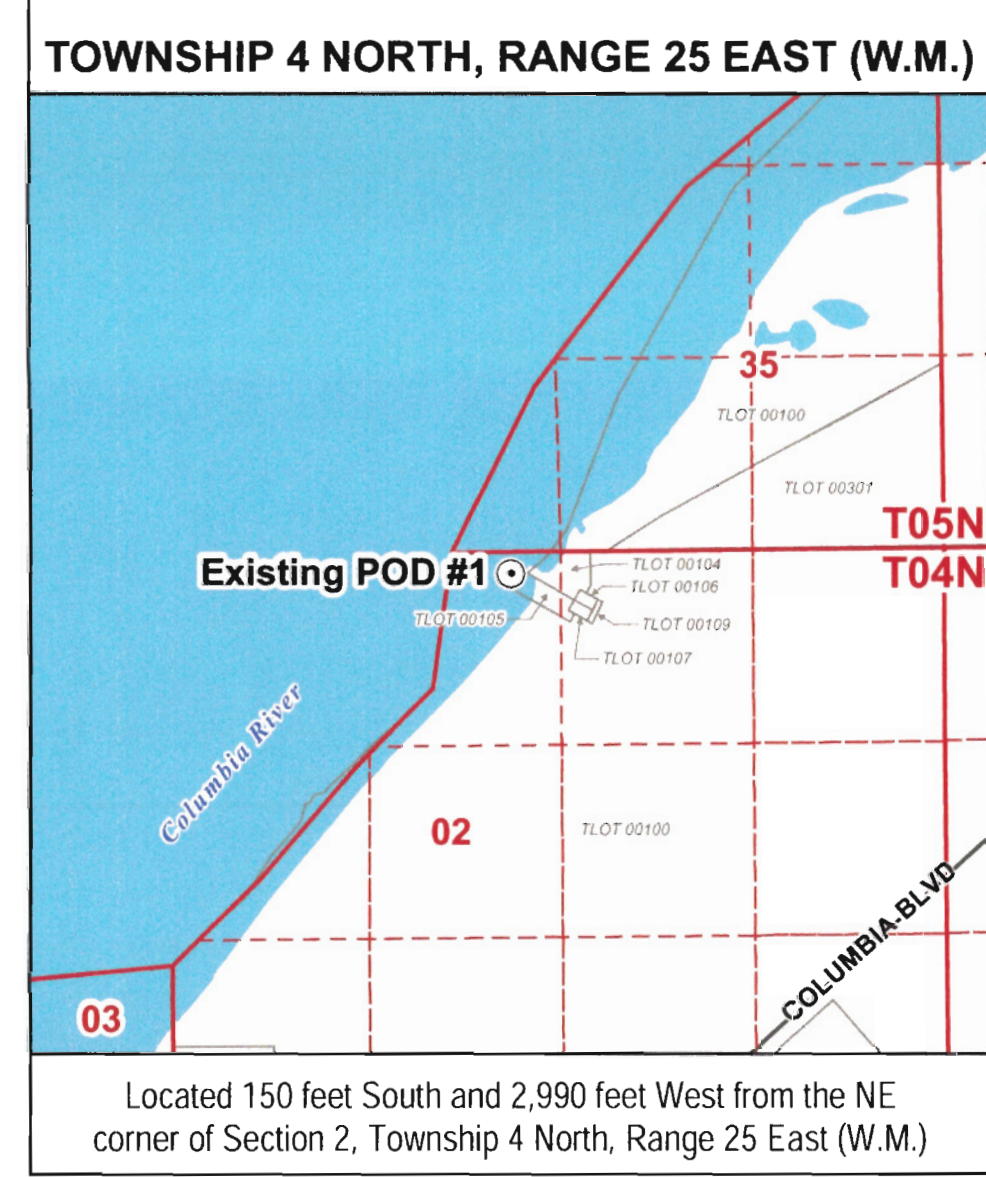 TOWNSHIP 4 NORTH, RANGE 25 EAST (W.M.)
35
TLOT 00100
TLOT 00301
T05N
T04N
Existing POD #1
TLOT 00104
TLOT 00106
TLOT 00105
TLOT 00109
TLOT 00107
Columbia River
02
TLOT 00100
COLUMBIA-BLVD
03
Located 150 feet South and 2,990 feet West from the NE
corner of Section 2, Township 4 North, Range 25 East (W.M.)